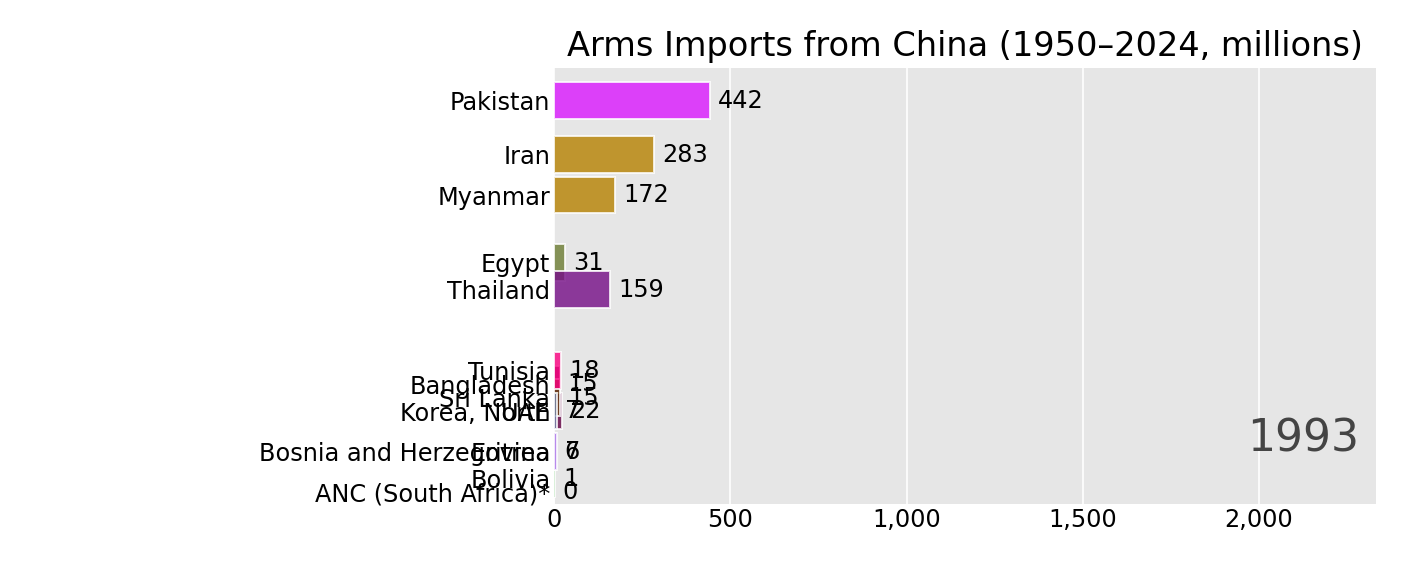 Arms Imports from China (1950–2024, millions)
Pakistan 442
Iran 283
Myanmar 172
Egypt 31
Thailand 159
Tunisia 18
Bangladesh 15
Sri Lanka 15
Korea, North UAE 7 22
Bosnia and Herzegovina Eritrea 6
Bolivia 1
ANC (South Africa)* 0
1993
0 500 1,000 1,500 2,000